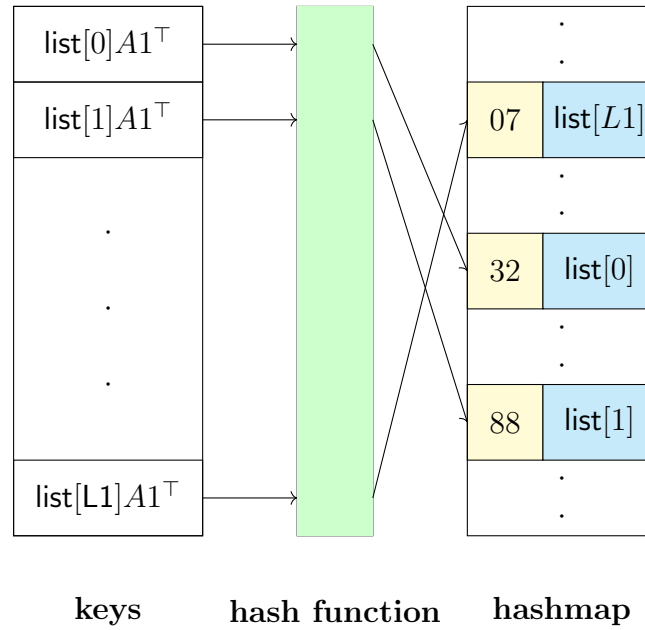 list[0]A1⊤
list[1]A1⊤
.
.
.
list[L1]A1⊤
keys
hash function
.
.
07 list[L1]
.
.
32 list[0]
.
.
88 list[1]
.
.
hashmap